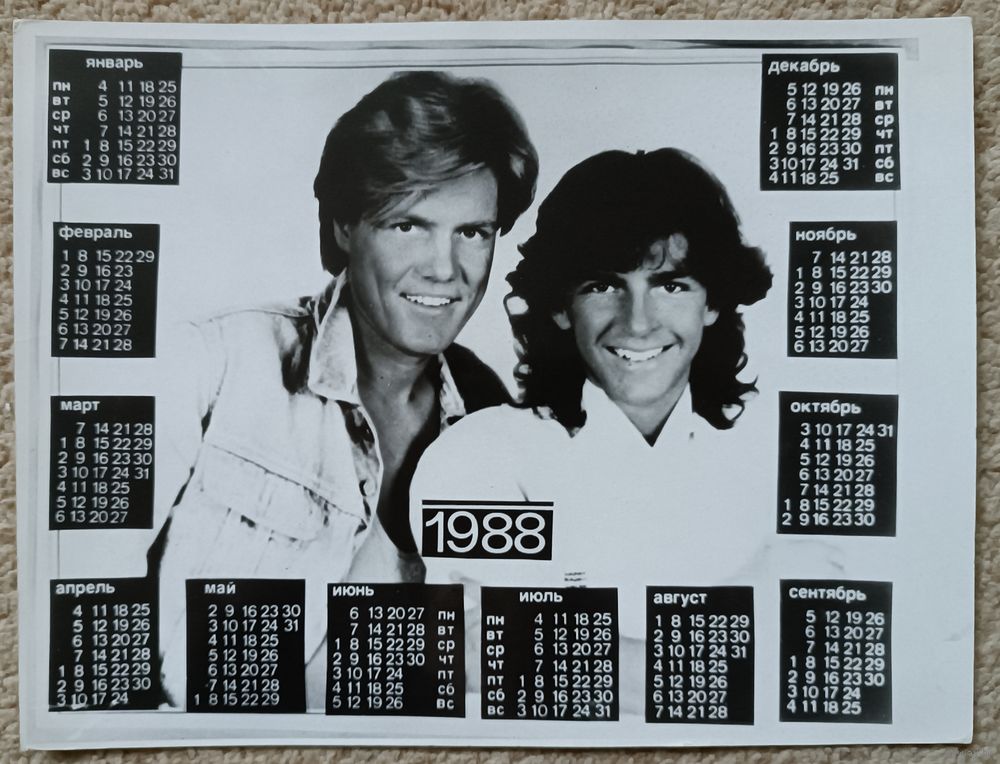 январь
пн 4 11 18 25
вт 5 12 19 26
ср 6 13 20 27
чт 7 14 21 28
пт 1 8 15 22 29
сб 2 9 16 23 30
вс 3 10 17 24 31
февраль
1 8 15 22 29
2 9 16 23
3 10 17 24
4 11 18 25
5 12 19 26
6 13 20 27
7 14 21 28
март
7 14 21 28
1 8 15 22 29
2 9 16 23 30
3 10 17 24 31
4 11 18 25
5 12 19 26
6 13 20 27
апрель
4 11 18 25
5 12 19 26
6 13 20 27
7 14 21 28
1 8 15 22 29
2 9 16 23 30
3 10 17 24
май
2 9 16 23 30
3 10 17 24 31
4 11 18 25
5 12 19 26
6 13 20 27
7 14 21 28
1 8 15 22 29
июнь
6 13 20 27 пн
7 14 21 28 вт
1 8 15 22 29 ср
2 9 16 23 30 чт
3 10 17 24 пт
4 11 18 25 сб
5 12 19 26 вс
1988
июль
пн 4 11 18 25
вт 5 12 19 26
ср 6 13 20 27
чт 7 14 21 28
пт 1 8 15 22 29
сб 2 9 16 23 30
вс 3 10 17 24 31
август
1 8 15 22 29
2 9 16 23 30
3 10 17 24 31
4 11 18 25
5 12 19 26
6 13 20 27
7 14 21 28
сентябрь
5 12 19 26
6 13 20 27
7 14 21 28
1 8 15 22 29
2 9 16 23 30
3 10 17 24
4 11 18 25
октябрь
3 10 17 24 31
4 11 18 25
5 12 19 26
6 13 20 27
7 14 21 28
1 8 15 22 29
2 9 16 23 30
ноябрь
7 14 21 28
1 8 15 22 29
2 9 16 23 30
3 10 17 24
4 11 18 25
5 12 19 26
6 13 20 27
декабрь
5 12 19 26 пн
6 13 20 27 вт
7 14 21 28 ср
1 8 15 22 29 чт
2 9 16 23 30 пт
3 10 17 24 31 сб
4 11 18 25 вс